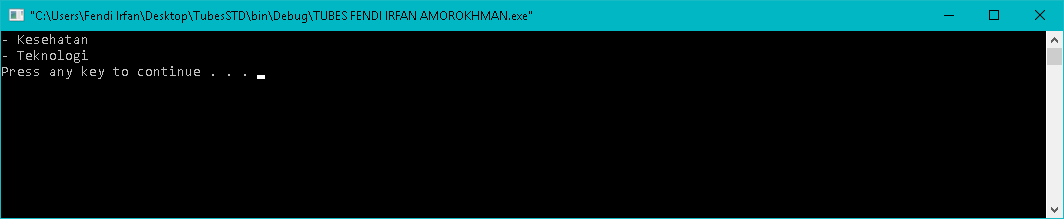 "C:\Users\Fendi Irfan\Desktop\TubesSTD\bin\Debug\TUBES FENDI IRFAN AMOROKHMAN.exe"
- Kesehatan
- Teknologi
Press any key to continue . . .